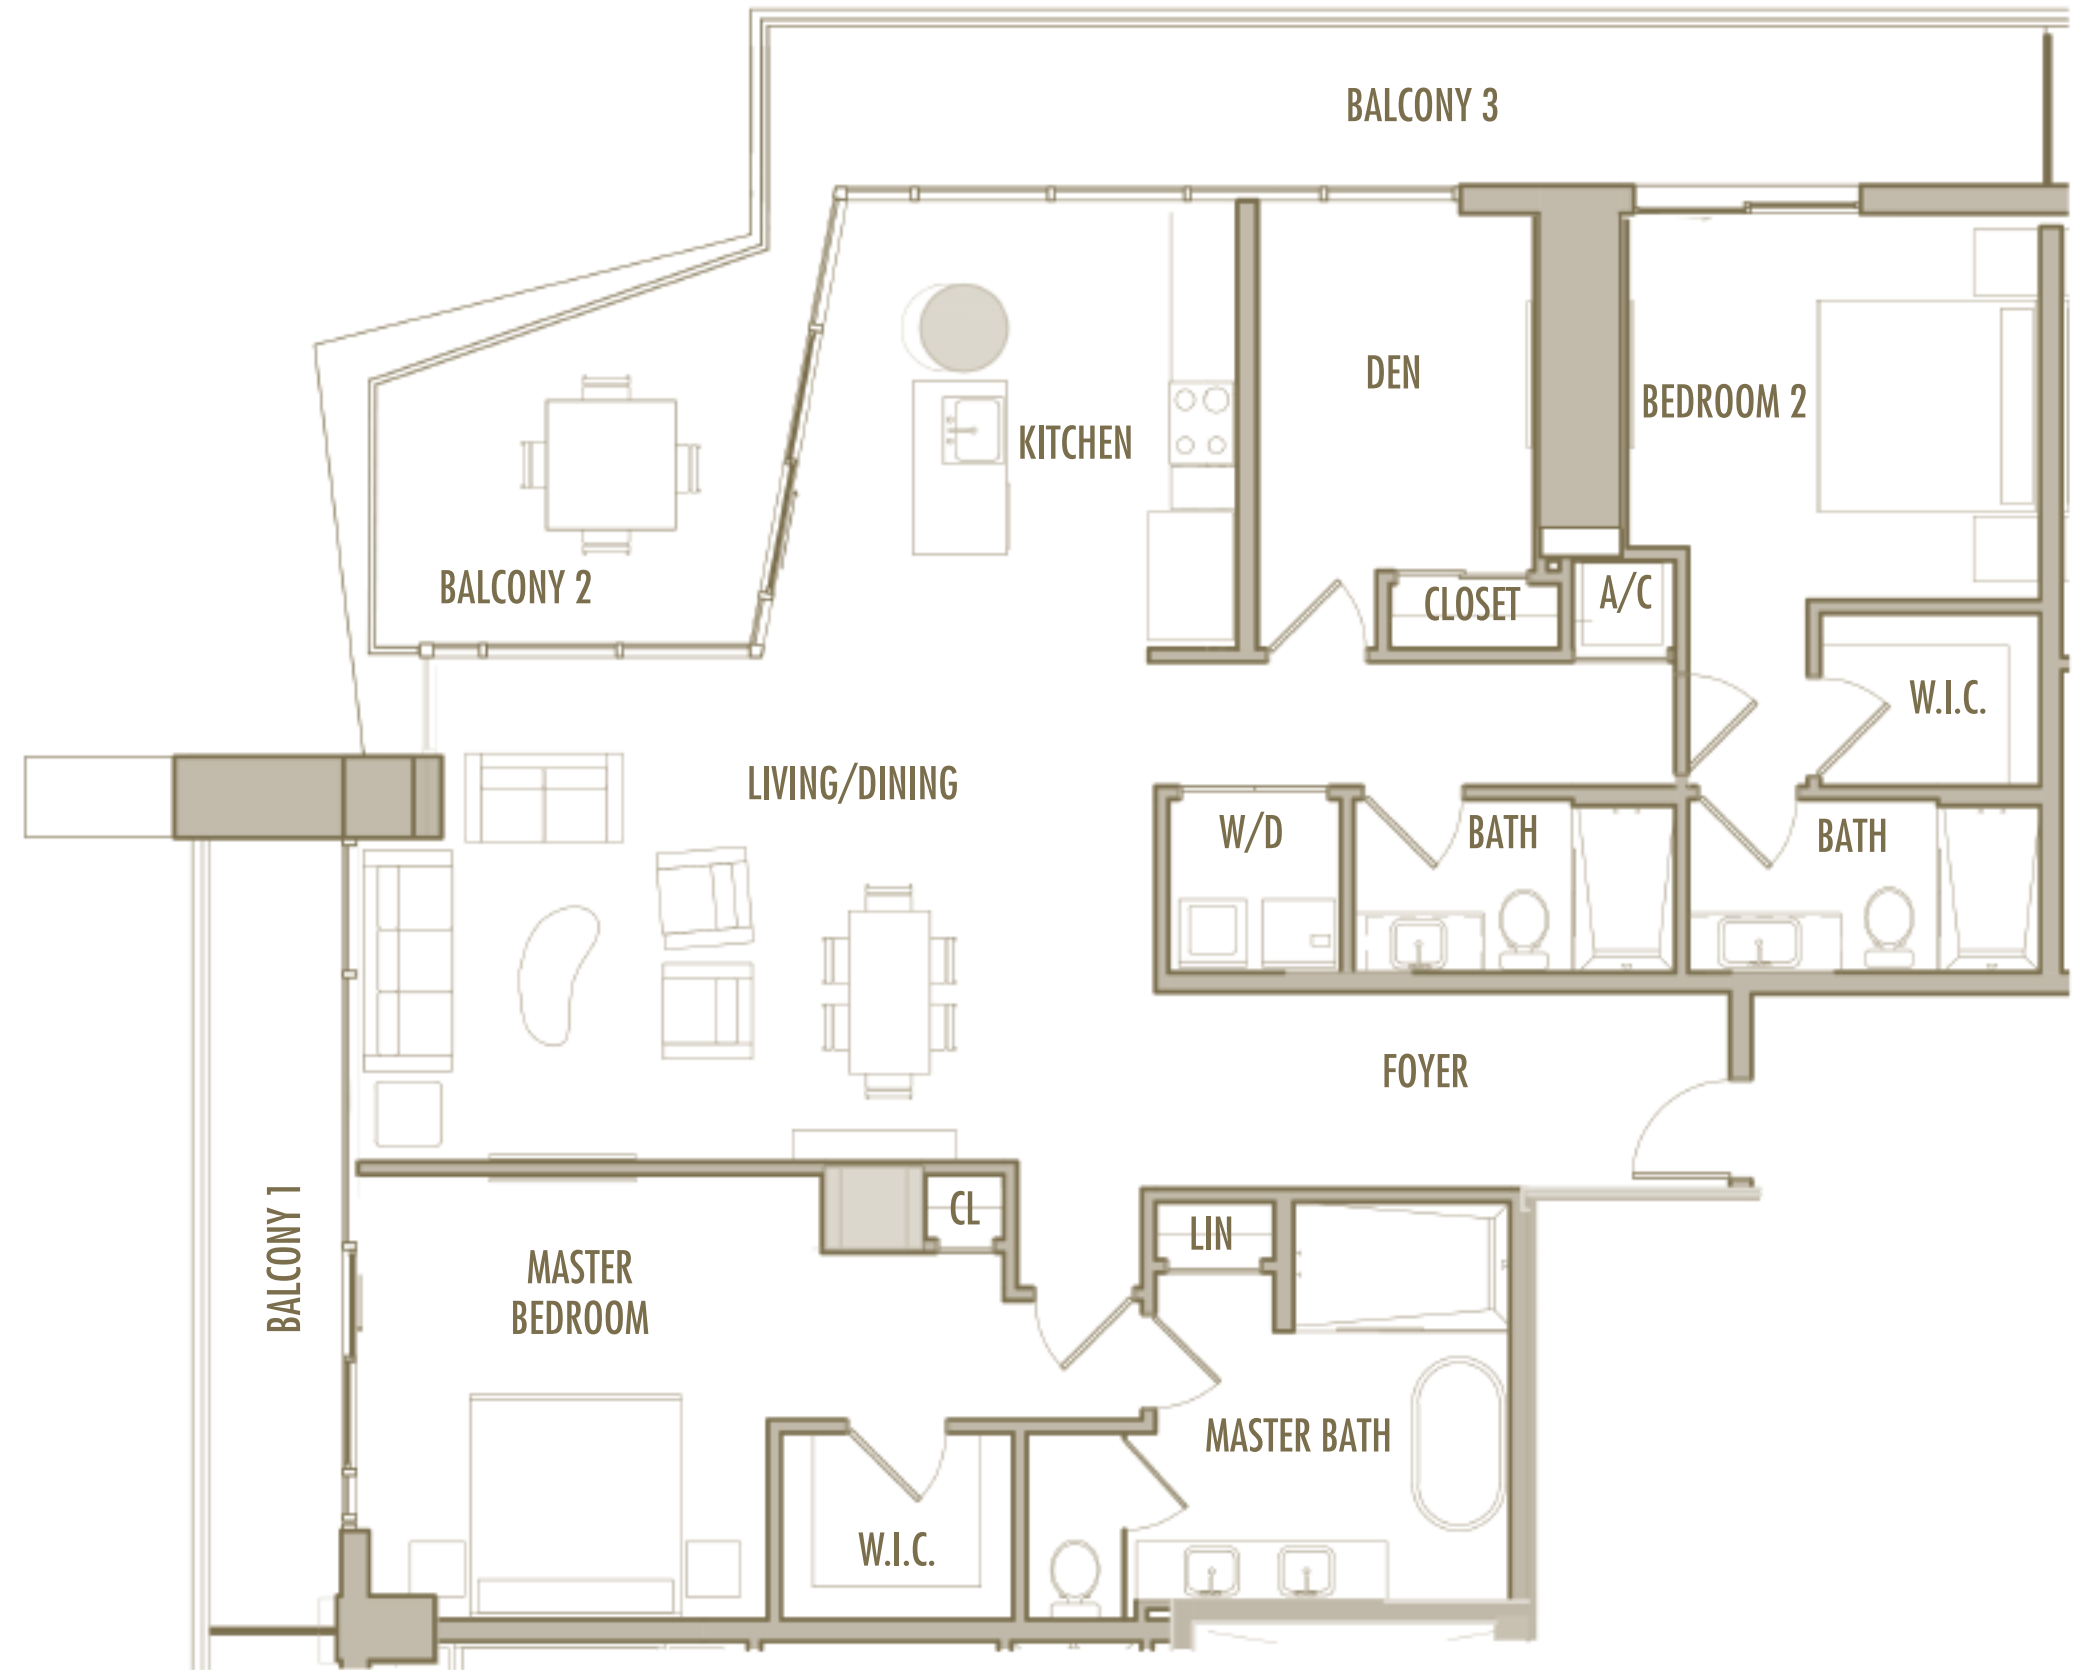 BALCONY 3
DEN
BEDROOM 2
KITCHEN
BALCONY 2
CLOSET
A/C
W.I.C.
LIVING/DINING
W/D
BATH
BATH
FOYER
BALCONY 1
CL
LIN
MASTER
BEDROOM
MASTER BATH
W.I.C.